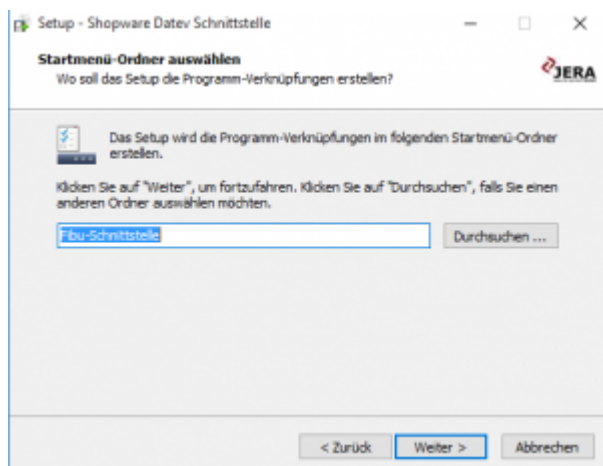 Setup - Shopware Datev Schnittstelle
Startmenü-Ordner auswählen
Wo soll das Setup die Programm-Verknüpfungen erstellen?
JERA
Das Setup wird die Programm-Verknüpfungen im folgenden Startmenü-Ordner
erstellen.
Klicken Sie auf "Weiter", um fortzufahren. Klicken Sie auf "Durchsuchen", falls Sie einen
anderen Ordner auswählen möchten.
Fibu-Schnittstelle
Durchsuchen ...
< Zurück
Weiter >
Abbrechen